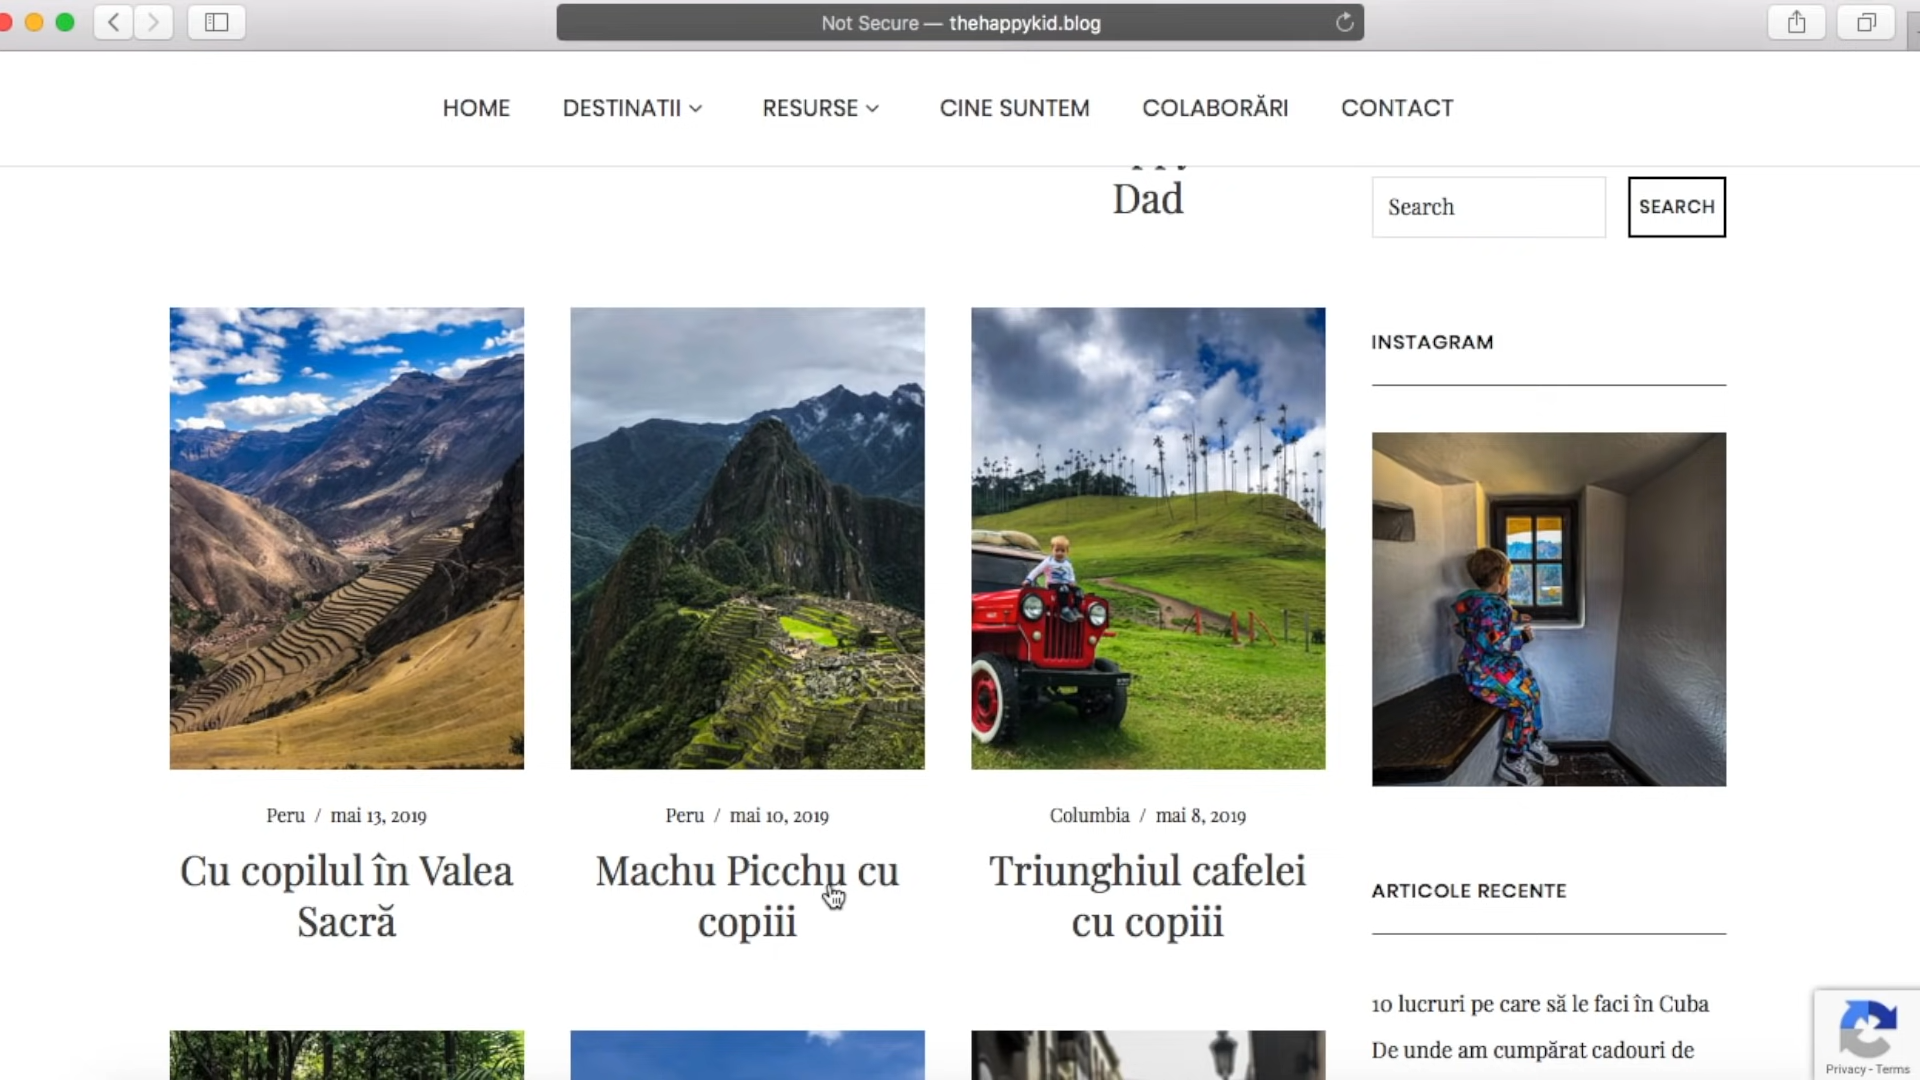 Not Secure — thehappykid.blog
HOME
DESTINATII
RESURSE
CINE SUNTEM
COLABORĂRI
CONTACT
Dad
Search
SEARCH
INSTAGRAM
Peru / mai 13, 2019
Cu copilul în Valea
Sacră
Peru / mai 10, 2019
Machu Picchu cu
copiii
Columbia / mai 8, 2019
Triunghiul cafelei
cu copiii
ARTICOLE RECENTE
10 lucruri pe care să le faci în Cuba
De unde am cumpărat cadouri de
Privacy - Terms